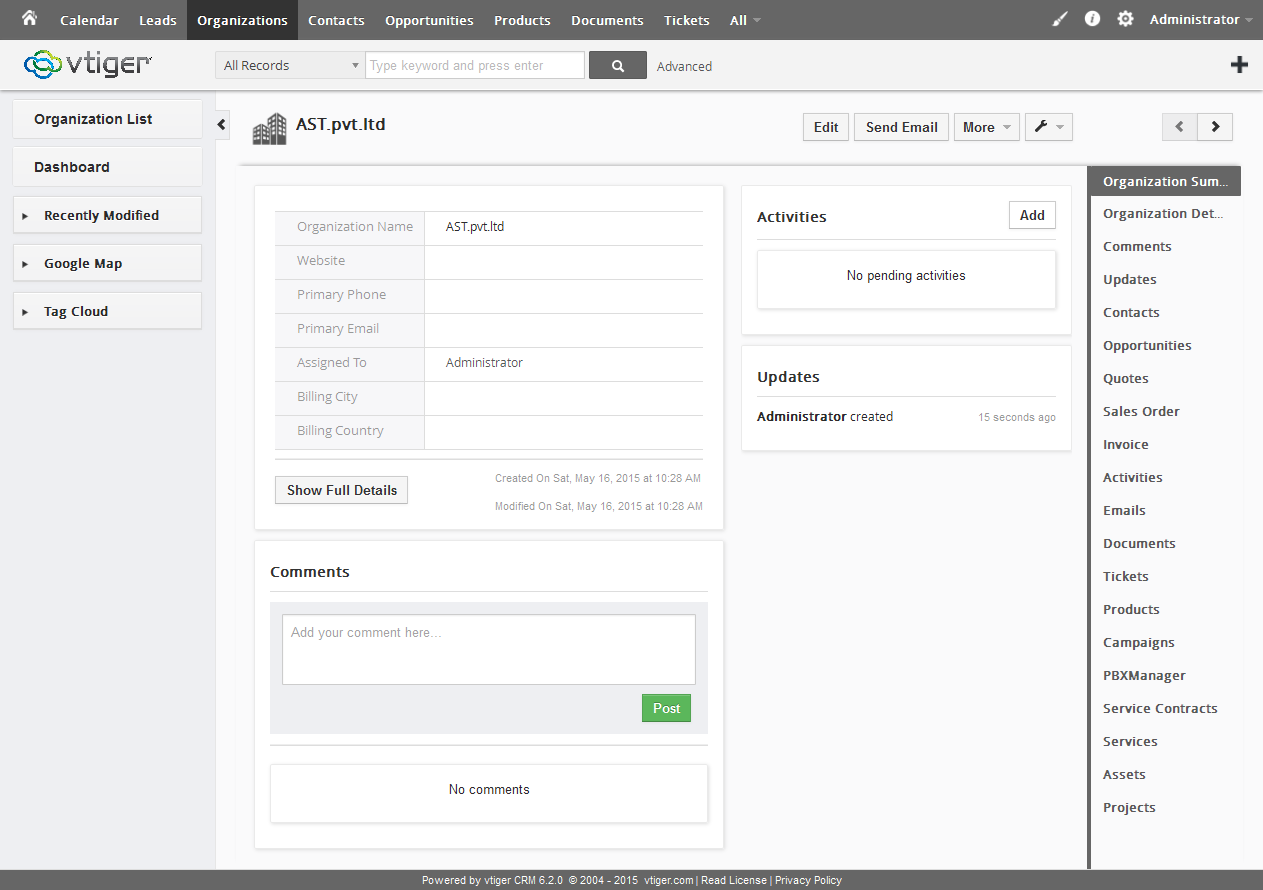 Calendar Leads Organizations Contacts Opportunities Products Documents Tickets All Administrator
vtiger All Records Type keyword and press enter Advanced
Organization List
Dashboard
Recently Modified
Google Map
Tag Cloud
AST.pvt.ltd Edit Send Email More
Organization Name AST.pvt.ltd
Website
Primary Phone
Primary Email
Assigned To Administrator
Billing City
Billing Country
Show Full Details
Created On Sat, May 16, 2015 at 10:28 AM
Modified On Sat, May 16, 2015 at 10:28 AM
Comments
Add your comment here...
Post
No comments
Activities Add
No pending activities
Updates
Administrator created 15 seconds ago
Organization Sum...
Organization Det...
Comments
Updates
Contacts
Opportunities
Quotes
Sales Order
Invoice
Activities
Emails
Documents
Tickets
Products
Campaigns
PBXManager
Service Contracts
Services
Assets
Projects
Powered by vtiger CRM 6.2.0 © 2004 - 2015 vtiger.com | Read License | Privacy Policy